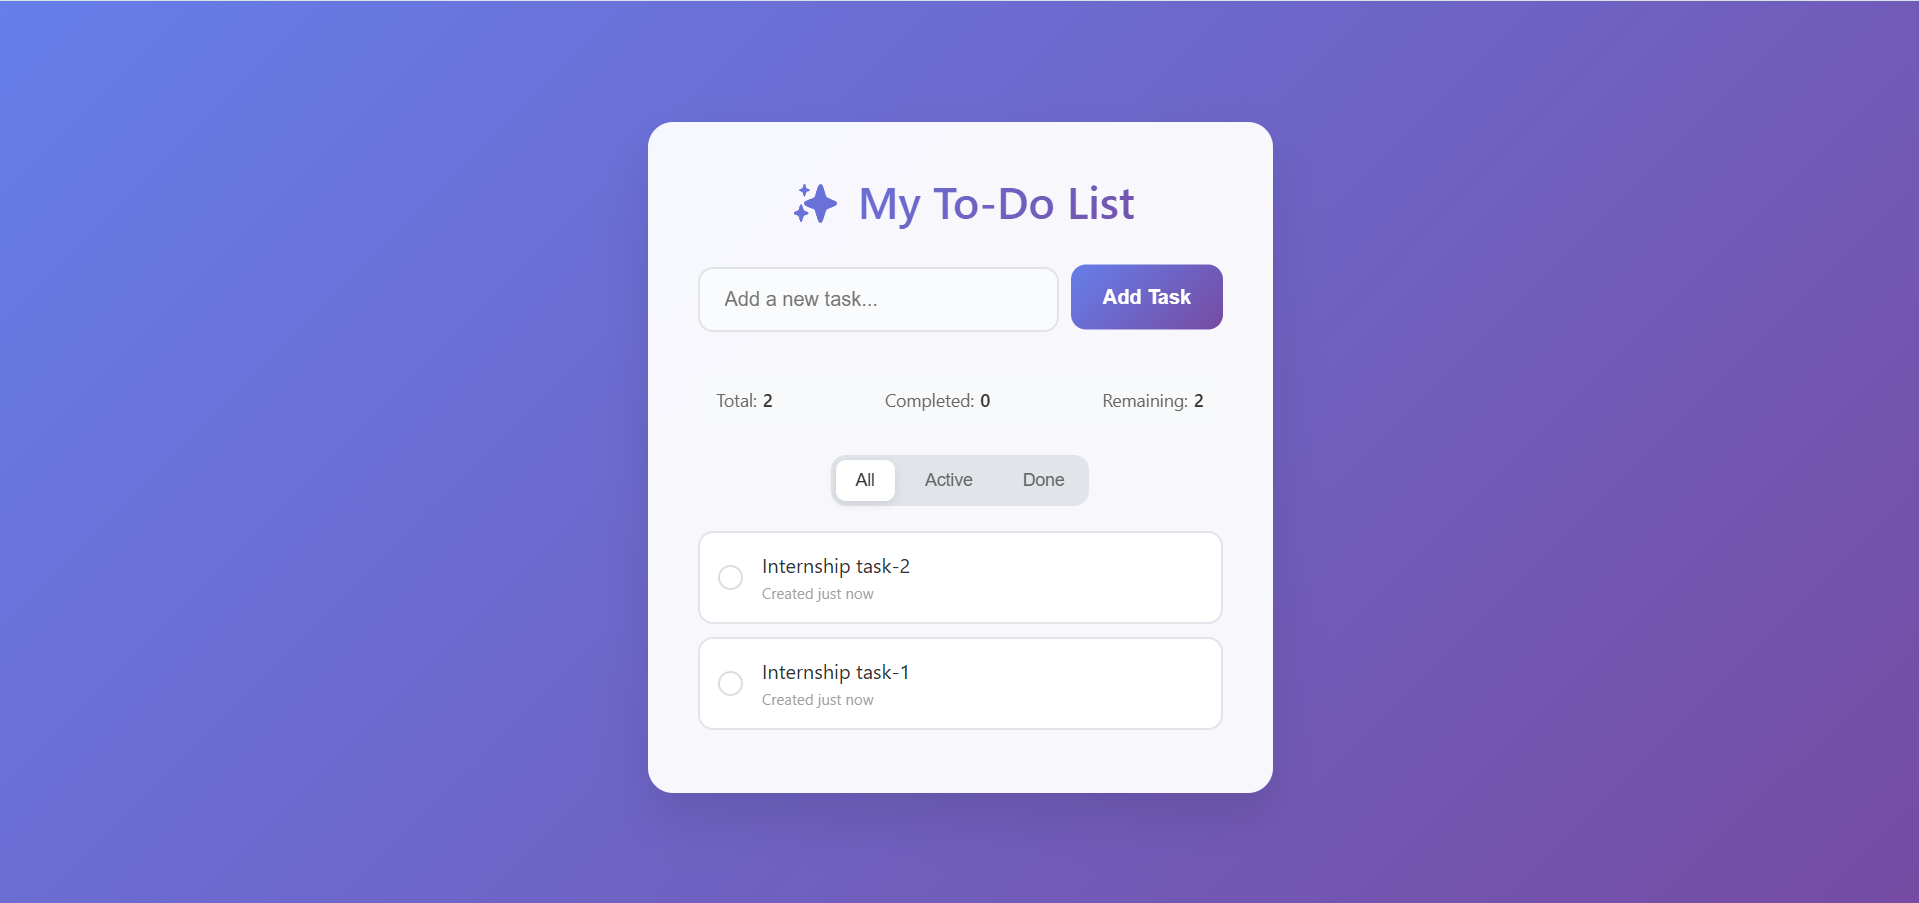 My To-Do List
Add a new task...
Add Task
Total: 2
Completed: 0
Remaining: 2
All
Active
Done
Internship task-2
Created just now
Internship task-1
Created just now